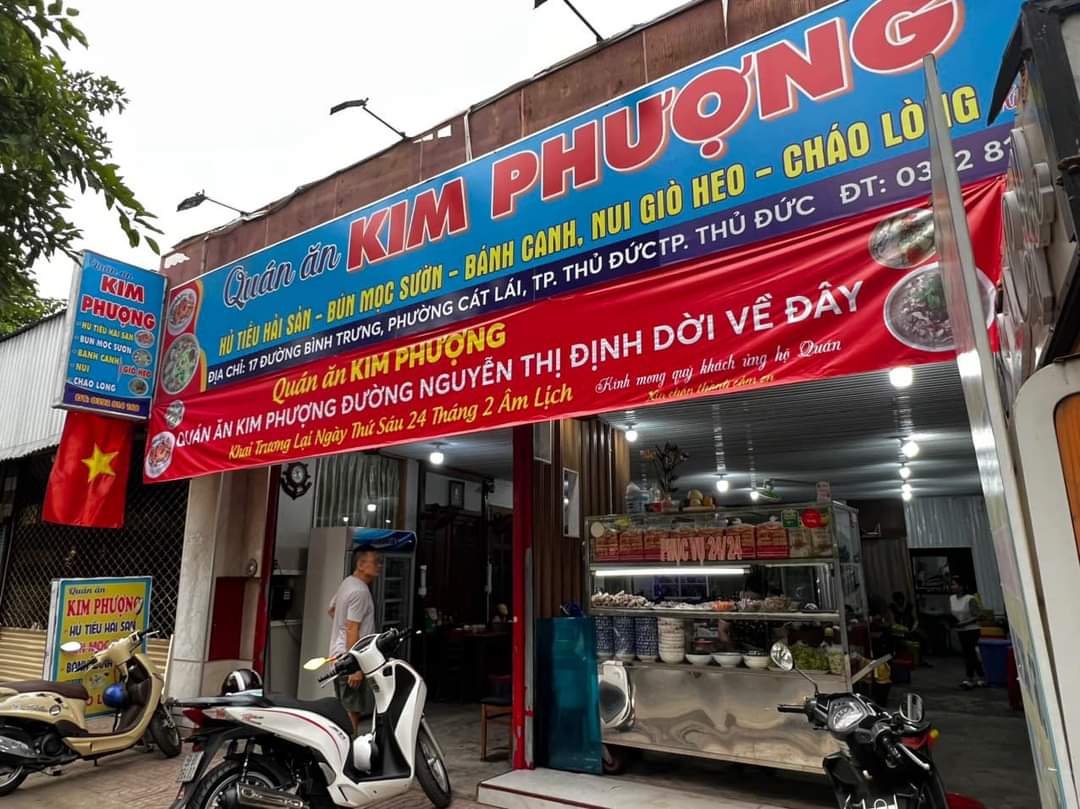 Quán ăn KIM PHƯỢNG
HỦ TIẾU HẢI SẢN - BÚN MỌC SƯỜN - BÁNH CANH, NUI GIÒ HEO - CHÁO LÒNG
ĐỊA CHỈ: 17 ĐƯỜNG BÌNH TRƯNG, PHƯỜNG CÁT LÁI, TP. THỦ ĐỨCTP. THỦ ĐỨC ĐT:
Quán ăn KIM PHƯỢNG
QUÁN ĂN KIM PHƯỢNG ĐƯỜNG NGUYỄN THỊ ĐỊNH DỜI VỀ ĐÂY
Khai Trương Lại Ngày Thứ Sáu 24 Tháng 2 Âm Lịch
Kính mong quý khách ủng hộ Quán
Xin chân thành cảm ơn
Quán ăn
KIM
PHƯỢNG
HỦ TIẾU HẢI SẢN
BÚN MỌC SƯỜN
BÁNH CANH
NUI
GIÒ HEO
CHÁO LÒNG
PHỤC VỤ 24/24
Quán ăn
KIM PHƯỢNG
HỦ TIẾU HẢI SẢN